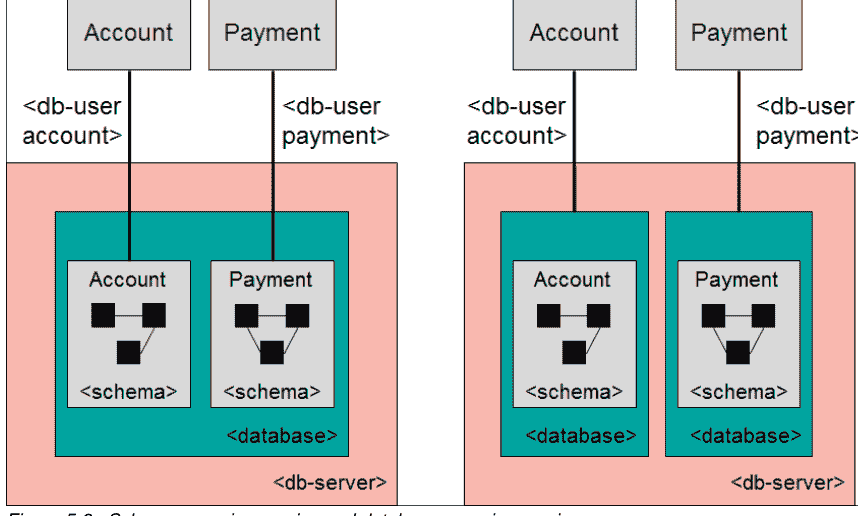 Account
Payment
<db-user
account>
<db-user
payment>
Account
Payment
<schema>
<schema>
<database>
<db-server>
Account
Payment
<db-user
account>
<db-user
payment>
Account
Payment
<schema>
<schema>
<database>
<database>
<db-server>